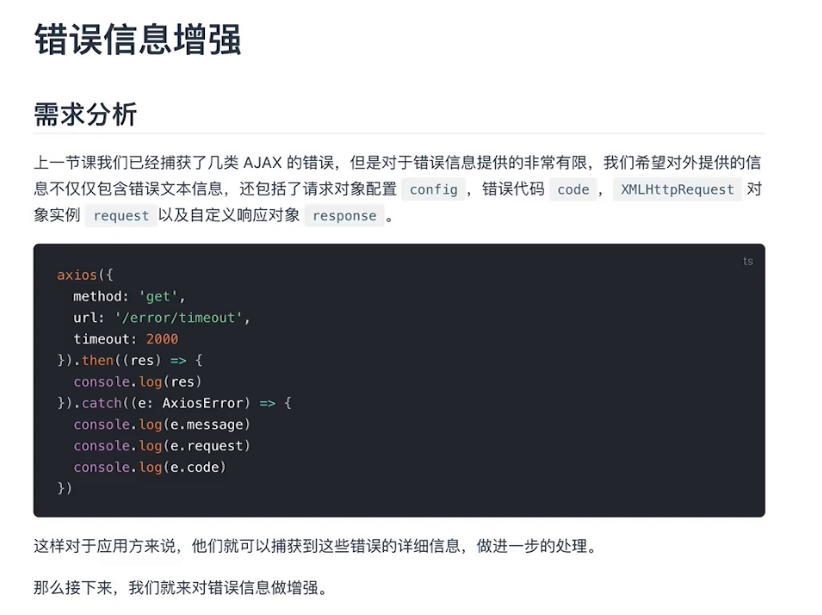 错误信息增强
需求分析
上一节课我们已经捕获了几类 AJAX 的错误，但是对于错误信息提供的非常有限，我们希望对外提供的信
息不仅仅包含错误文本信息，还包括了请求对象配置 config ，错误代码 code ， XMLHttpRequest 对
象实例 request 以及自定义响应对象 response 。
ts
axios({
  method: 'get',
  url: '/error/timeout',
  timeout: 2000
}).then((res) => {
  console.log(res)
}).catch((e: AxiosError) => {
  console.log(e.message)
  console.log(e.request)
  console.log(e.code)
})
这样对于应用方来说，他们就可以捕获到这些错误的详细信息，做进一步的处理。
那么接下来，我们就来对错误信息做增强。